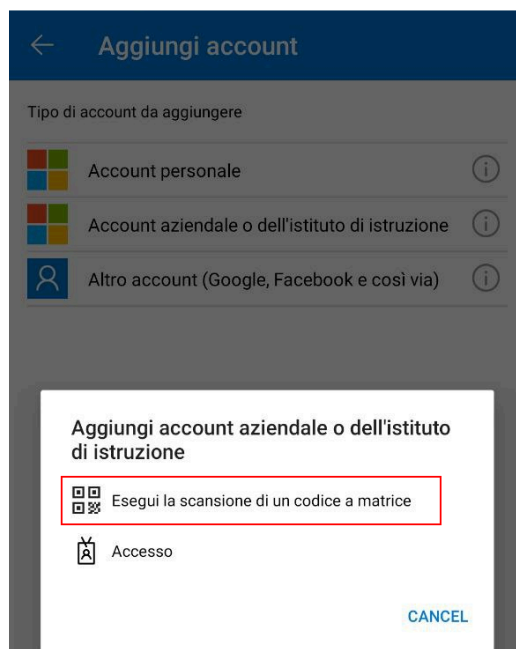 Aggiungi account
Tipo di account da aggiungere
Account personale
Account aziendale o dell'istituto di istruzione
Altro account (Google, Facebook e così via)
Aggiungi account aziendale o dell'istituto
di istruzione
Esegui la scansione di un codice a matrice
Accesso
CANCEL